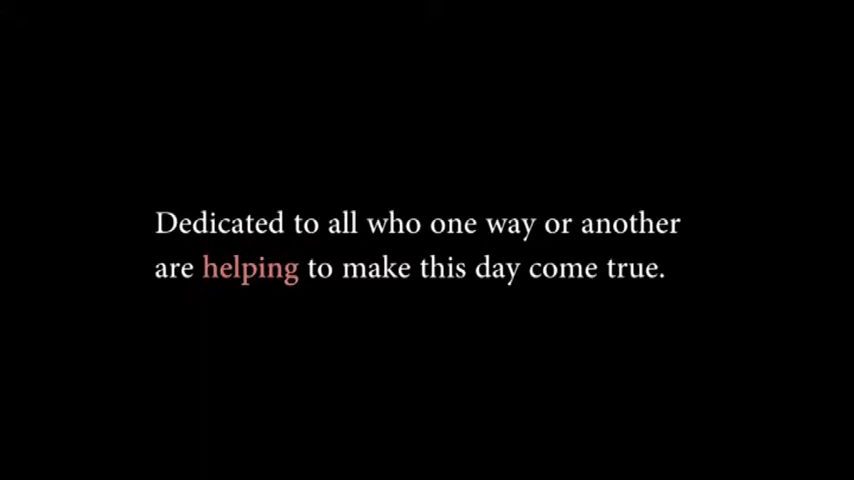 Dedicated to all who one way or another
are helping to make this day come true.